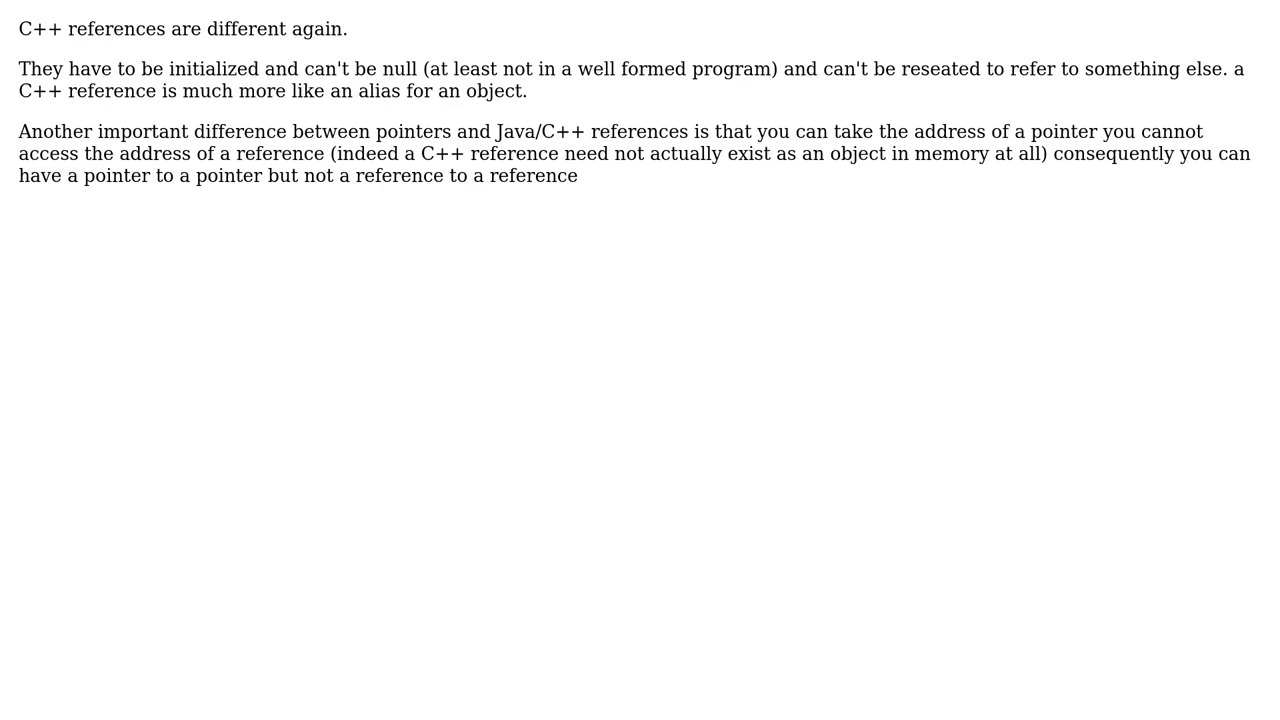 C++ references are different again.
They have to be initialized and can't be null (at least not in a well formed program) and can't be reseated to refer to something else. a
C++ reference is much more like an alias for an object.
Another important difference between pointers and Java/C++ references is that you can take the address of a pointer you cannot
access the address of a reference (indeed a C++ reference need not actually exist as an object in memory at all) consequently you can
have a pointer to a pointer but not a reference to a reference